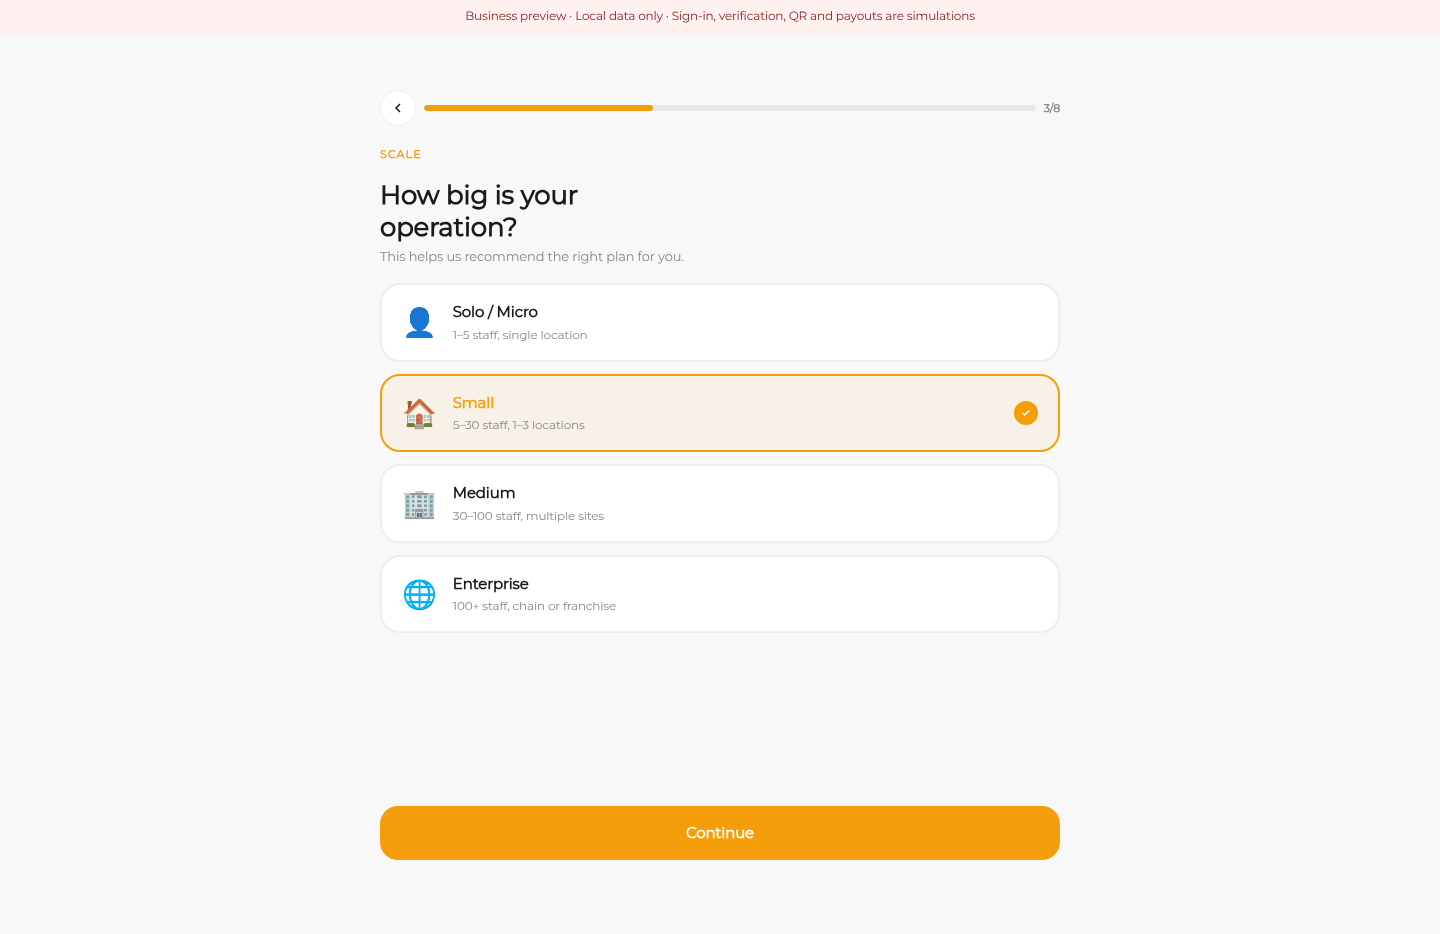 Business preview · Local data only · Sign-in, verification, QR and payouts are simulations
3/8
SCALE
How big is your
operation?
This helps us recommend the right plan for you.
Solo / Micro
1–5 staff, single location
Small
5–30 staff, 1–3 locations
Medium
30–100 staff, multiple sites
Enterprise
100+ staff, chain or franchise
Continue